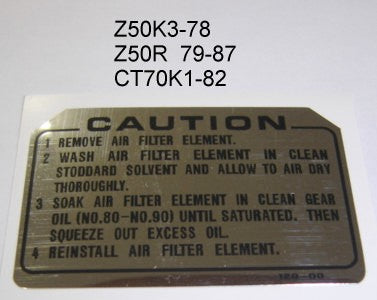 Z50K3-78
Z50R 79-87
CT70K1-82
CAUTION
1 REMOVE AIR FILTER ELEMENT.
2 WASH AIR FILTER ELEMENT IN CLEAN
STODDARD SOLVENT AND ALLOW TO AIR DRY
THOROUGHLY.
3 SOAK AIR FILTER ELEMENT IN CLEAN GEAR
OIL (NO.80-NO.90) UNTIL SATURATED. THEN
SQUEEZE OUT EXCESS OIL.
4 REINSTALL AIR FILTER ELEMENT.
120-00